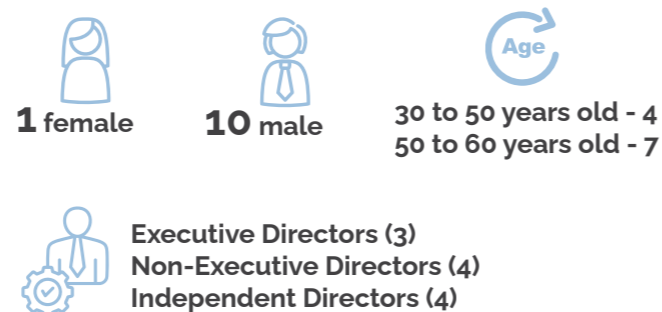 Age
1 female
10 male
30 to 50 years old - 4
50 to 60 years old - 7
Executive Directors (3)
Non-Executive Directors (4)
Independent Directors (4)